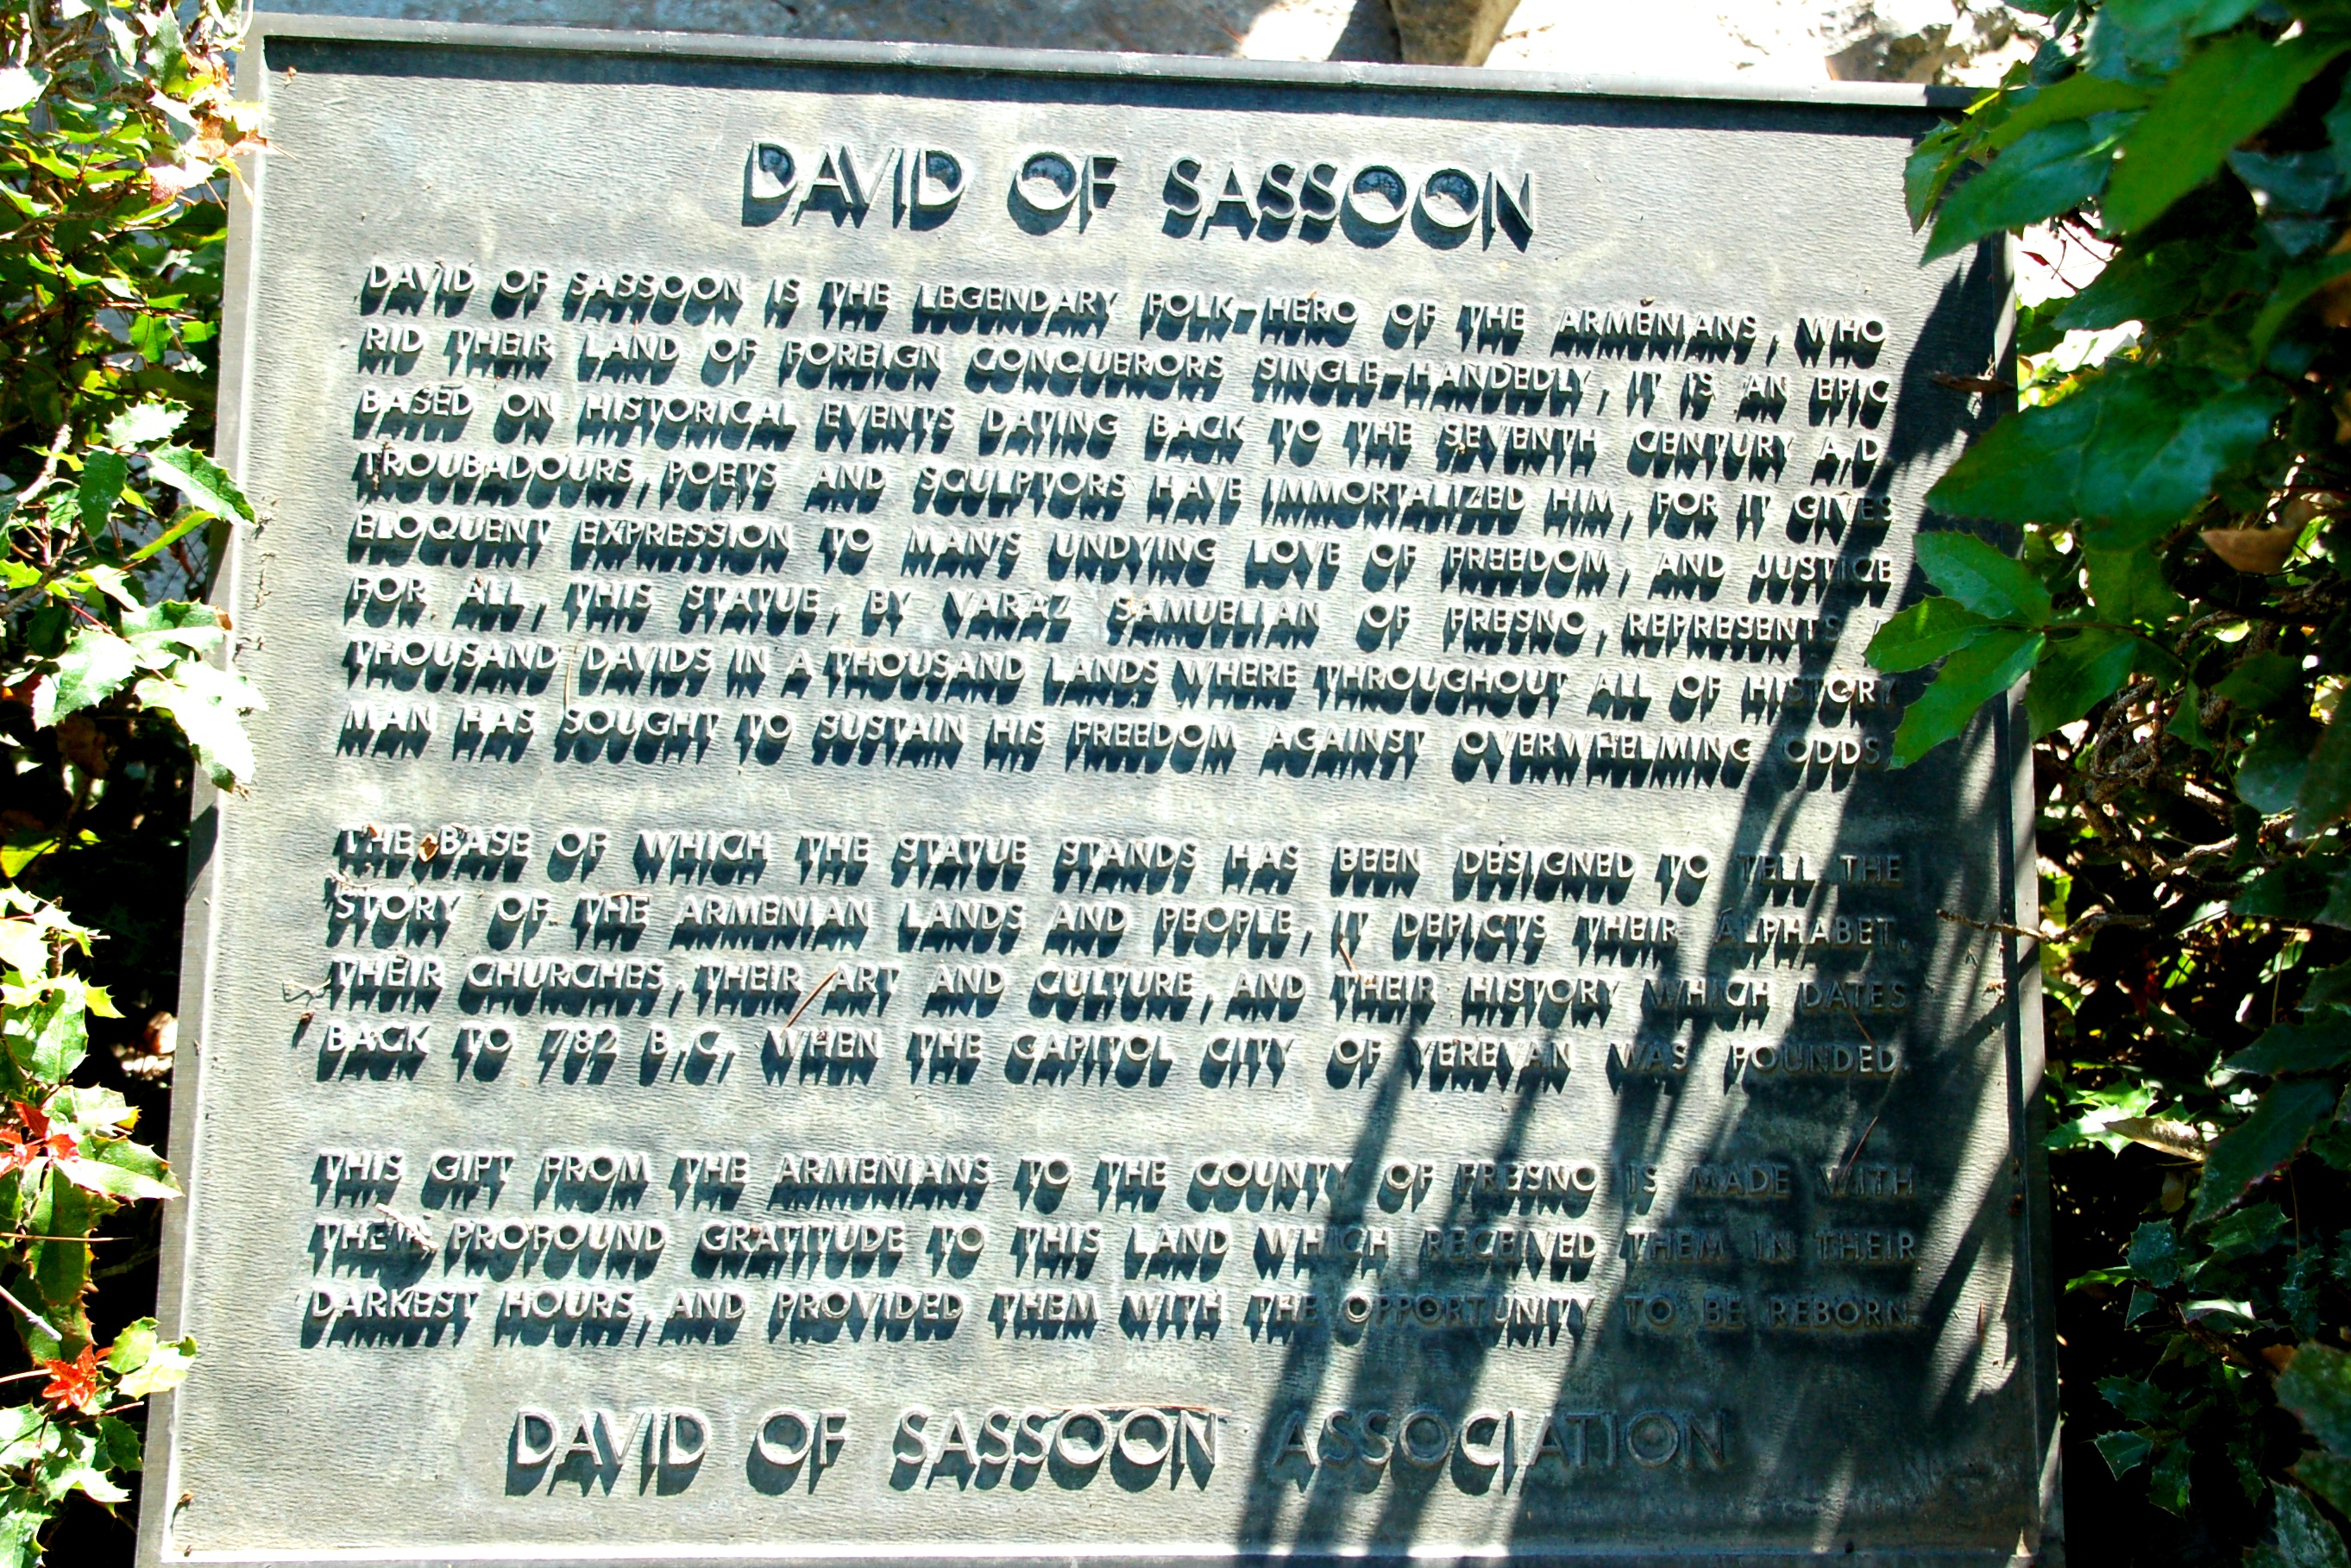 DAVID OF SASSOON
DAVID OF SASSOON IS THE LEGENDARY FOLK-HERO OF THE ARMENIANS, WHO
RID THEIR LAND OF FOREIGN CONQUERORS SINGLE-HANDEDLY, IT IS AN EPIC
BASED ON HISTORICAL EVENTS DATING BACK TO THE SEVENTH CENTURY A.D
TROUBADOURS, POETS AND SCULPTORS HAVE IMMORTALIZED HIM, FOR IT GIVES
ELOQUENT EXPRESSION TO MAN'S UNDYING LOVE OF FREEDOM, AND JUSTICE
FOR ALL, THIS STATUE, BY VARAZ SAMUELIAN OF FRESNO, REPRESENTS
THOUSAND DAVIDS IN A THOUSAND LANDS WHERE THROUGHOUT ALL OF HISTORY
MAN HAS SOUGHT TO SUSTAIN HIS FREEDOM AGAINST OVERWHELMING ODDS
THE BASE OF WHICH THE STATUE STANDS HAS BEEN DESIGNED TO TELL THE
STORY OF THE ARMENIAN LANDS AND PEOPLE, IT DEPICTS THEIR ALPHABET,
THEIR CHURCHES, THEIR ART AND CULTURE, AND THEIR HISTORY WHICH DATES
BACK TO 782 B.C. WHEN THE CAPITOL CITY OF YEREVAN WAS FOUNDED.
THIS GIFT FROM THE ARMENIANS TO THE COUNTY OF FRESNO IS MADE WITH
THEIR PROFOUND GRATITUDE TO THIS LAND WHICH RECEIVED THEM IN THEIR
DARKEST HOURS, AND PROVIDED THEM WITH THE OPPORTUNITY TO BE REBORN.
DAVID OF SASSOON ASSOCIATION